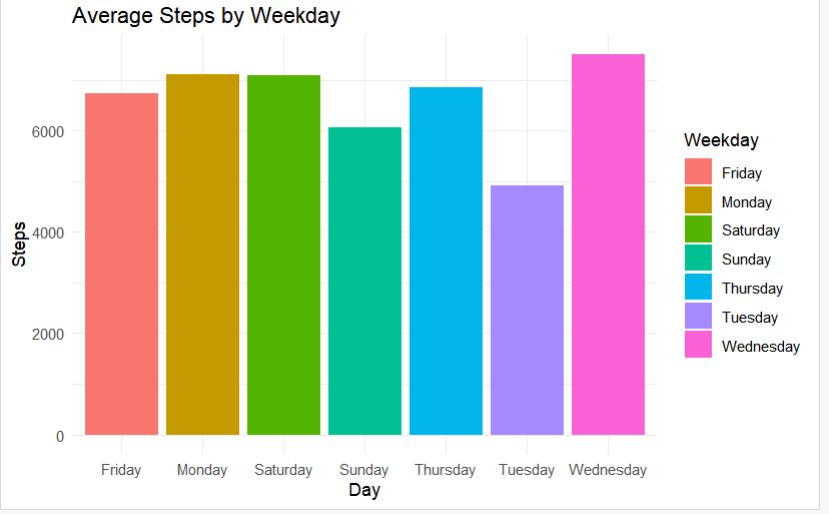 Average Steps by Weekday
6000
4000
2000
0
Steps
Friday Monday Saturday Sunday Thursday Tuesday Wednesday
Day
Weekday
Friday
Monday
Saturday
Sunday
Thursday
Tuesday
Wednesday